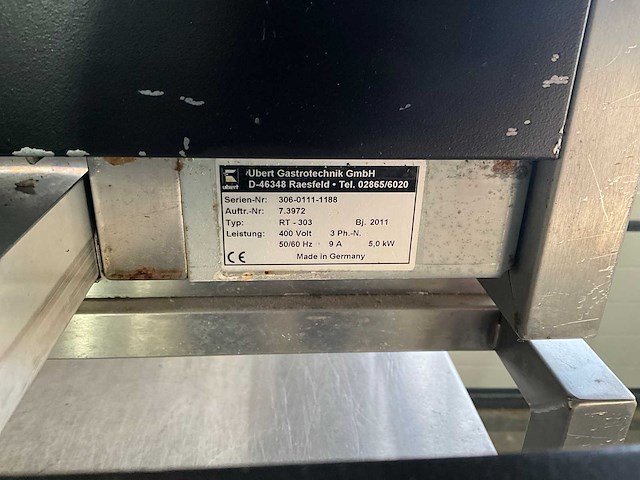 Ubert Gastrotechnik GmbH
D-46348 Raesfeld • Tel. 02865/6020
ubert
Serien-Nr: 306-0111-1188
Auftr.-Nr: 7.3972
Typ: RT - 303 Bj. 2011
Leistung: 400 Volt 3 Ph.-N.
50/60 Hz 9 A 5,0 kW
CE Made in Germany